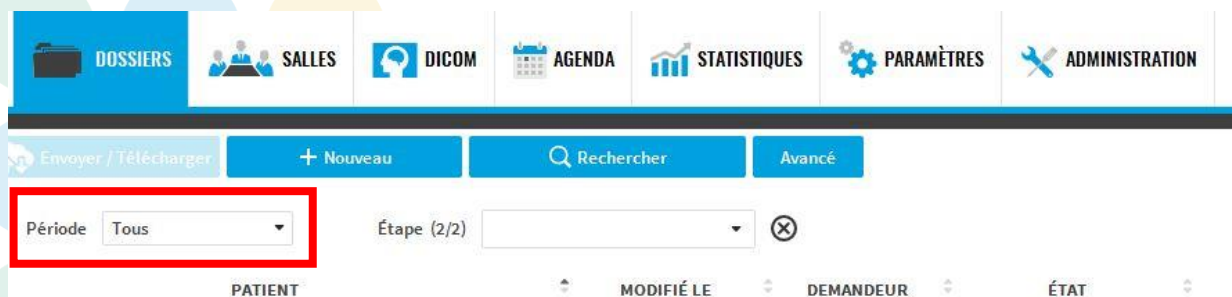 DOSSIERS SALLES DICOM AGENDA STATISTIQUES PARAMÈTRES ADMINISTRATION
Envoyer / Télécharger + Nouveau Rechercher Avancé
Période Tous Étape (2/2)
PATIENT MODIFIÉ LE DEMANDEUR ÉTAT